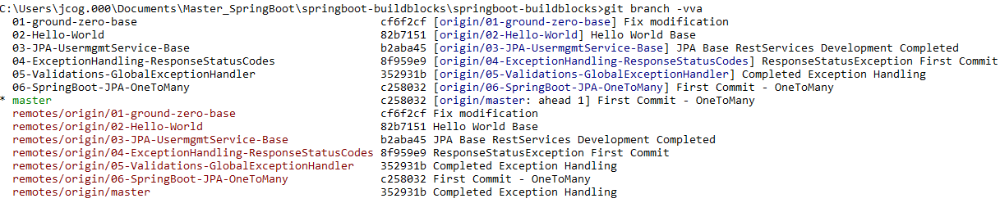 C:\Users\jcog.000\Documents\Master_SpringBoot\springboot-buildblocks\springboot-buildblocks>git branch -vva
  01-ground-zero-base                               cf6f2cf [origin/01-ground-zero-base] Fix modification
  02-Hello-World                                    82b7151 [origin/02-Hello-World] Hello World Base
  03-JPA-UsermgmtService-Base                       b2aba45 [origin/03-JPA-UsermgmtService-Base] JPA Base RestServices Development Completed
  04-ExceptionHandling-ResponseStatusCodes          8f959e9 [origin/04-ExceptionHandling-ResponseStatusCodes] ResponseStatusException First Commit
  05-Validations-GlobalExceptionHandler             352931b [origin/05-Validations-GlobalExceptionHandler] Completed Exception Handling
  06-SpringBoot-JPA-OneToMany                       c258032 [origin/06-SpringBoot-JPA-OneToMany] First Commit - OneToMany
* master                                            c258032 [origin/master: ahead 1] First Commit - OneToMany
  remotes/origin/01-ground-zero-base                cf6f2cf Fix modification
  remotes/origin/02-Hello-World                     82b7151 Hello World Base
  remotes/origin/03-JPA-UsermgmtService-Base        b2aba45 JPA Base RestServices Development Completed
  remotes/origin/04-ExceptionHandling-ResponseStatusCodes 8f959e9 ResponseStatusException First Commit
  remotes/origin/05-Validations-GlobalExceptionHandler    352931b Completed Exception Handling
  remotes/origin/06-SpringBoot-JPA-OneToMany        c258032 First Commit - OneToMany
  remotes/origin/master                             352931b Completed Exception Handling